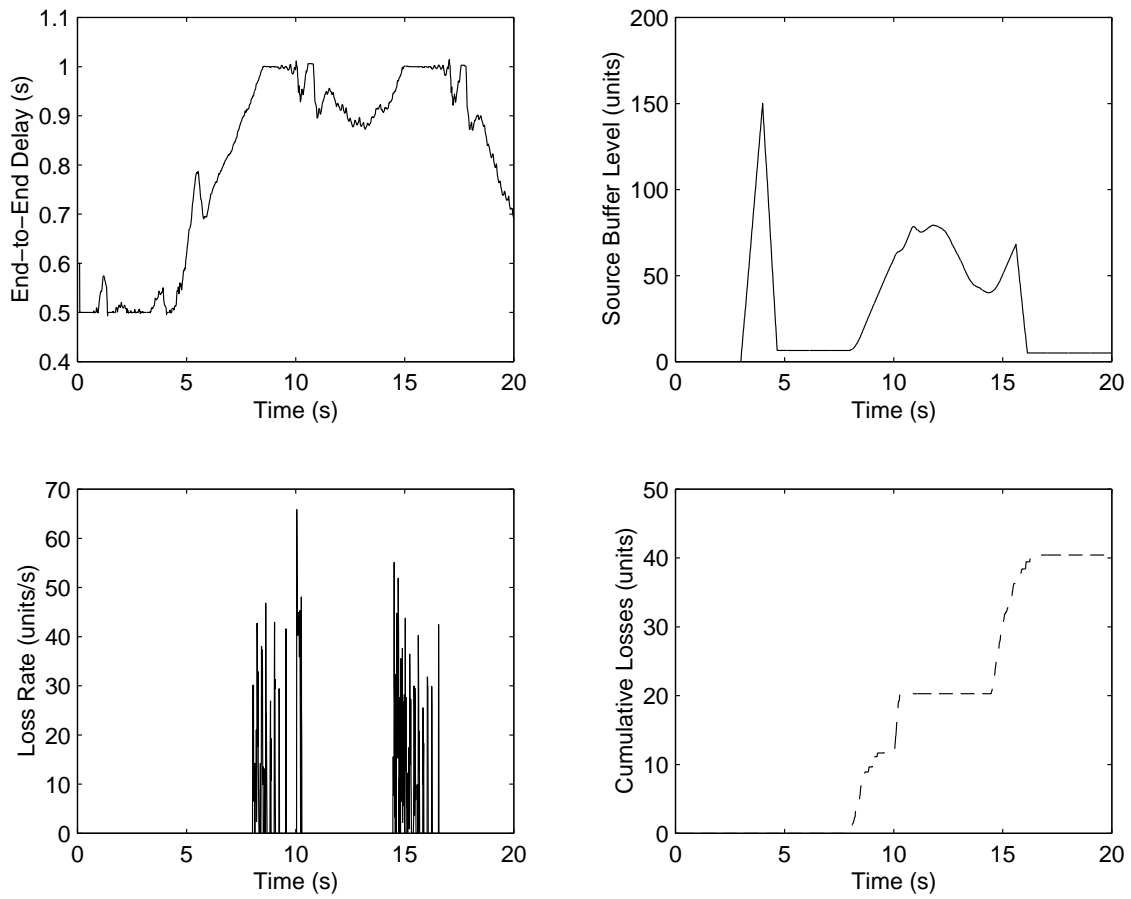 1.1
1
0.9
0.8
0.7
0.6
0.5
0.4
0 5 10 15 20
End−to−End Delay (s)
Time (s)
200
150
100
50
0
0 5 10 15 20
Source Buffer Level (units)
Time (s)
70
60
50
40
30
20
10
0
0 5 10 15 20
Loss Rate (units/s)
Time (s)
50
40
30
20
10
0
0 5 10 15 20
Cumulative Losses (units)
Time (s)